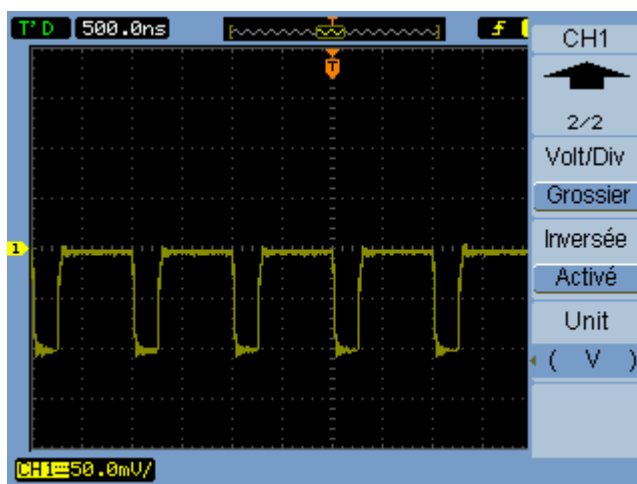 T'D 500.0ns
T
T
1
CH1 50.0mV/
CH1
2/2
Volt/Div
Grossier
Inversée
Activé
Unit
( V )